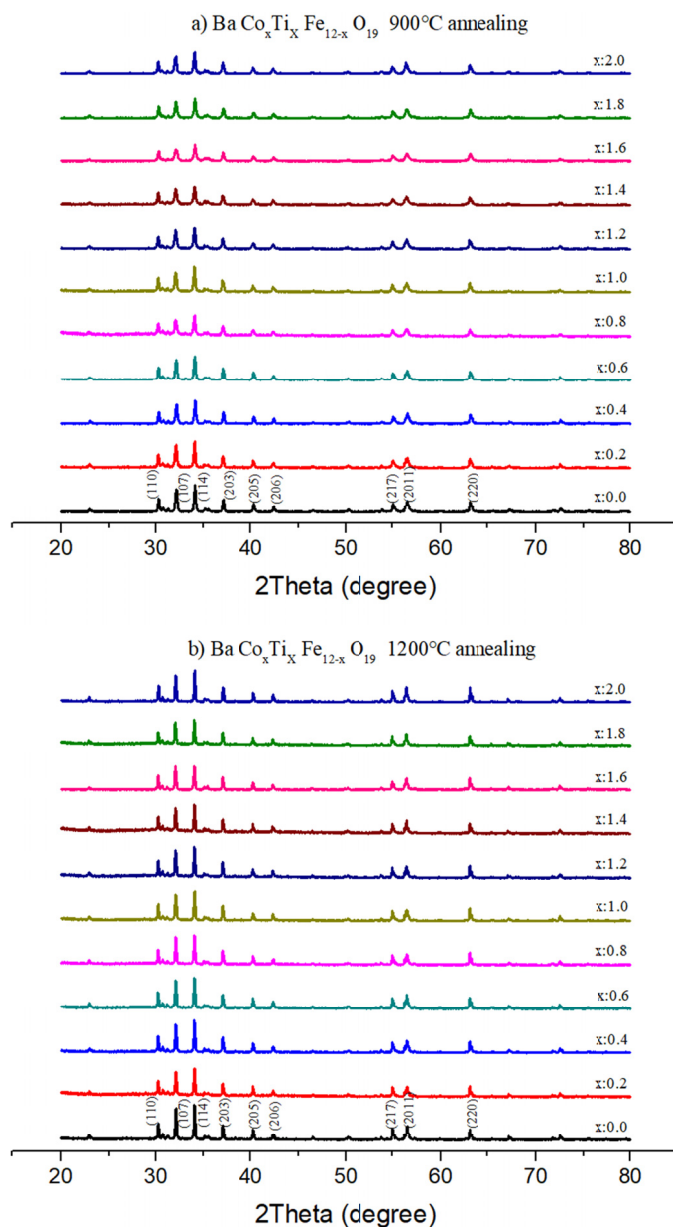 a) Ba CoₓTiₓ Fe₁₂₋ₓ O₁₉ 900°C annealing
x:2.0
x:1.8
x:1.6
x:1.4
x:1.2
x:1.0
x:0.8
x:0.6
x:0.4
x:0.2
(110) (107) (114) (203) (205) (206) (217) (2011) (220)
x:0.0
20 30 40 50 60 70 80
2Theta (degree)
b) Ba CoₓTiₓ Fe₁₂₋ₓ O₁₉ 1200°C annealing
x:2.0
x:1.8
x:1.6
x:1.4
x:1.2
x:1.0
x:0.8
x:0.6
x:0.4
x:0.2
(110) (107) (114) (203) (205) (206) (217) (2011) (220)
x:0.0
20 30 40 50 60 70 80
2Theta (degree)